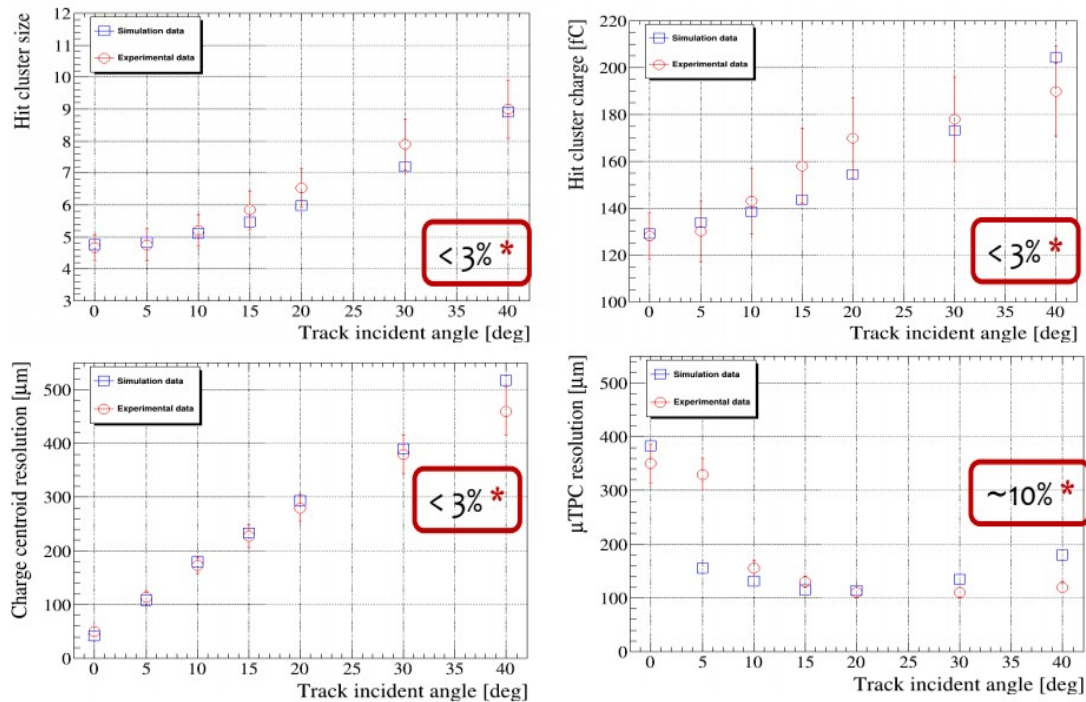 Hit cluster size
12
11
10
9
8
7
6
5
4
3
Simulation data
Experimental data
< 3% *
0 5 10 15 20 25 30 35 40
Track incident angle [deg]
Hit cluster charge [fC]
220
200
180
160
140
120
100
Simulation data
Experimental data
< 3% *
0 5 10 15 20 25 30 35 40
Track incident angle [deg]
Charge centroid resolution [μm]
500
400
300
200
100
0
Simulation data
Experimental data
< 3% *
0 5 10 15 20 25 30 35 40
Track incident angle [deg]
μTPC resolution [μm]
500
400
300
200
100
0
Simulation data
Experimental data
~10% *
0 5 10 15 20 25 30 35 40
Track incident angle [deg]